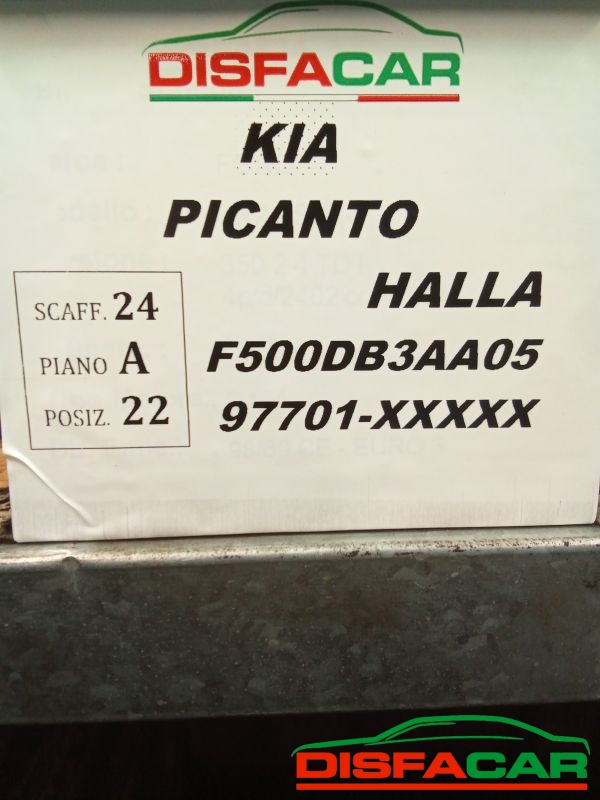 DISFACAR
KIA
PICANTO
HALLA
SCAFF. 24
F500DB3AA05
PIANO A
97701-XXXXX
POSIZ. 22
DISFACAR